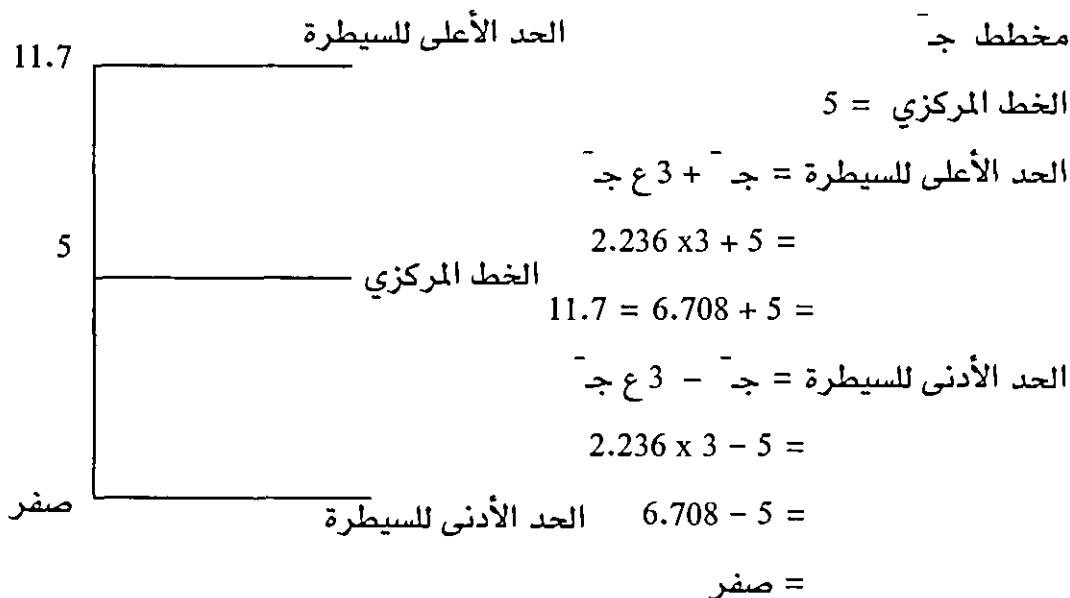 مخطط جـ¯
الخط المركزي = 5
الحد الأعلى للسيطرة = جـ¯ + 3 ع جـ¯
= 5 + 3x 2.236
= 5 + 6.708 = 11.7
الحد الأدنى للسيطرة = جـ¯ – 3 ع جـ¯
= 5 – 3 x 2.236
= 5 – 6.708
= صفر
الحد الأعلى للسيطرة
11.7
5
الخط المركزي
صفر
الحد الأدنى للسيطرة